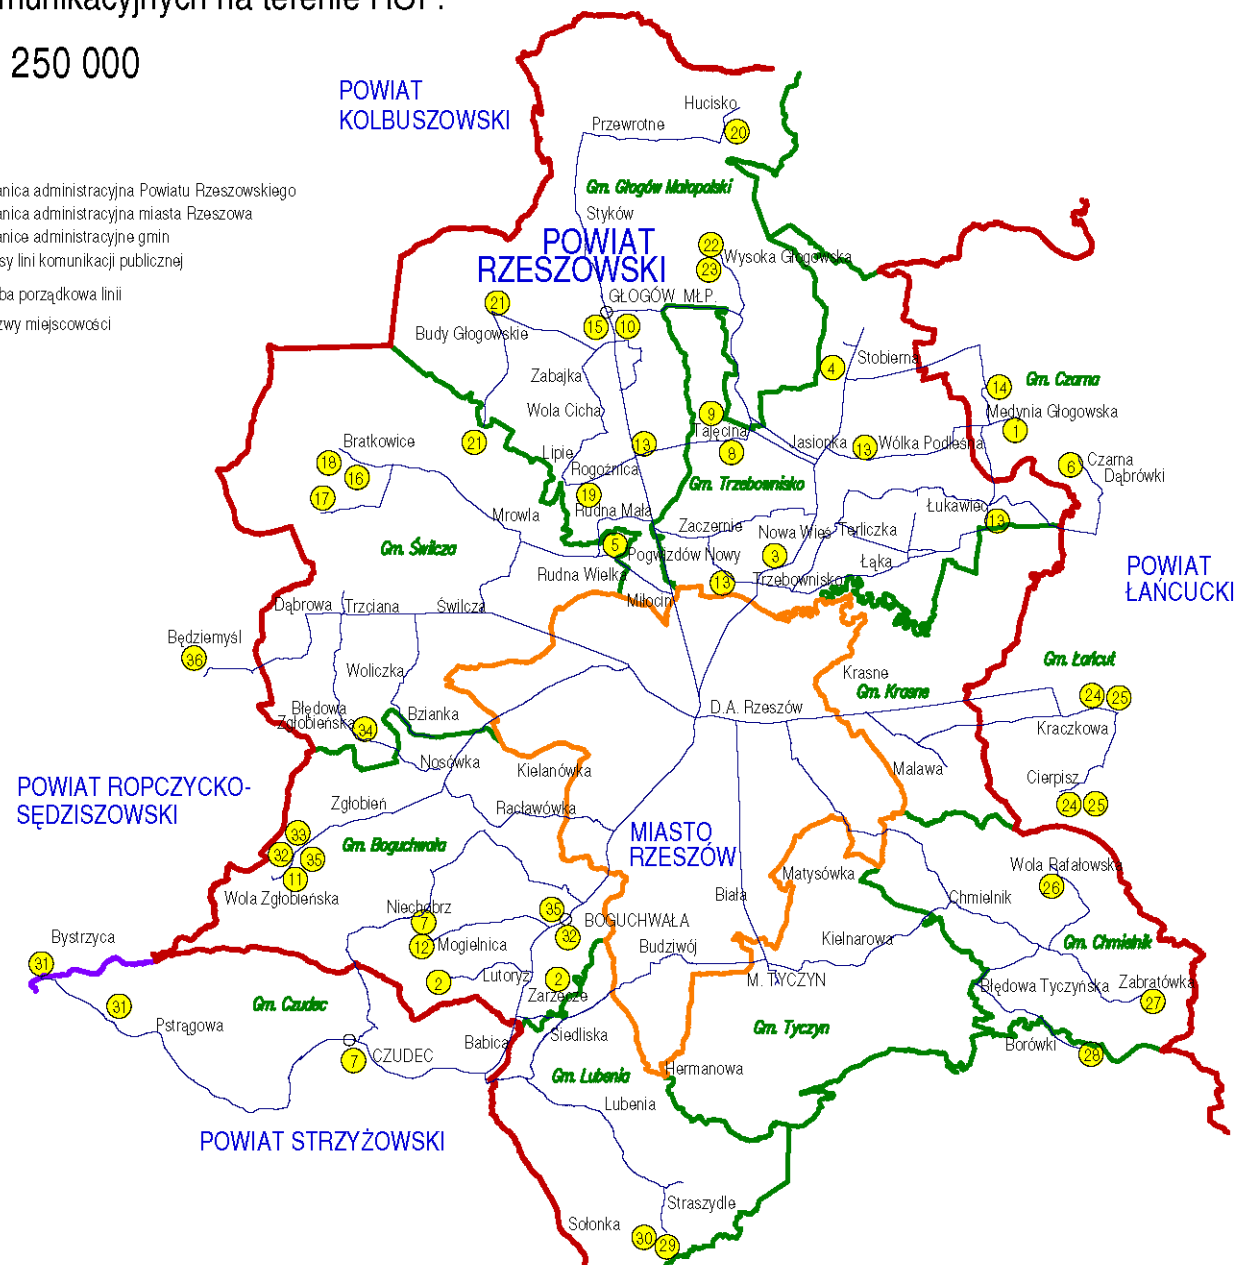 munikacyjnych na terenie ROF.
250 000
POWIAT
KOLBUSZOWSKI
anica administracyjna Powiatu Rzeszowskiego
anica administracyjna miasta Rzeszowa
anice administracyjne gmin
sy lini komunikacji publicznej
ba porządkowa linii
zwy miejscowości
Hucisko
20
Przewrotne
Gm. Głogów Małopolski
Styków
POWIAT
RZESZOWSKI
22
Wysoka Głogowska
23
21
GŁOGÓW MŁP.
15
10
Budy Głogowskie
Stobierna
4
Zabajka
Gm. Czarna
14
Wola Cicha
9
Medynia Głogowska
1
Tajęcina
21
Bratkowice
13
Jasionka
13
Wólka Podleśna
8
Lipie
18
16
Rogoźnica
6
Czarna
Dąbrówki
17
19
Gm. Trzebownisko
Rudna Mała
Mrowla
Łukawiec
13
Zaczernie
Nowa Wieś
Terliczka
Gm. Świlcza
5
Pogwizdów Nowy
3
Łąka
POWIAT
ŁAŃCUCKI
Rudna Wielka
13
Trzebownisko
Miłocin
Dąbrowa
Trzciana
Świlcza
Będziemyśl
36
Woliczka
Krasne
Gm. Łańcut
Gm. Krasne
24
25
Błędowa
Zgłobieńska
34
Bzianka
D.A. Rzeszów
Kraczkowa
Nosówka
Kielanówka
Malawa
Cierpisz
24
25
POWIAT ROPCZYCKO-
SĘDZISZOWSKI
Zgłobień
Racławówka
33
32
35
11
Gm. Boguchwała
MIASTO
RZESZÓW
Wola Zgłobieńska
Matysówka
Wola Rafałowska
26
Biała
Chmielnik
Niechobrz
7
35
BOGUCHWAŁA
32
12
Mogielnica
Budziwój
Kielnarowa
Gm. Chmielnik
Bystrzyca
31
2
Lutoryż
2
Zarzecze
M. TYCZYN
Błędowa Tyczyńska
Zabratówka
27
31
Gm. Czudec
Pstrągowa
Siedliska
Gm. Tyczyn
Babica
Borówki
28
CZUDEC
7
Hermanowa
Gm. Lubenia
Lubenia
POWIAT STRZYŻOWSKI
Straszydle
Sołonka
30
29